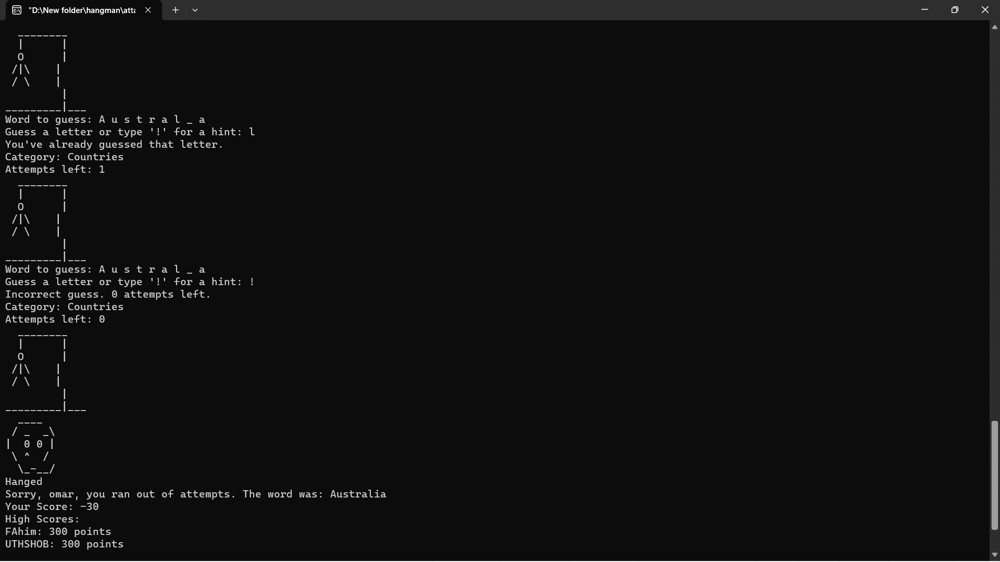 "D:\New folder\hangman\atta
________
|      |
O      |
/|\    |
/ \    |
|
_________|___
Word to guess: A u s t r a l _ a
Guess a letter or type '!' for a hint: l
You've already guessed that letter.
Category: Countries
Attempts left: 1
________
|      |
O      |
/|\    |
/ \    |
|
_________|___
Word to guess: A u s t r a l _ a
Guess a letter or type '!' for a hint: !
Incorrect guess. 0 attempts left.
Category: Countries
Attempts left: 0
________
|      |
O      |
/|\    |
/ \    |
|
_________|___
____
/ _  _\
|  0 0 |
\ ^  /
\_-__/
Hanged
Sorry, omar, you ran out of attempts. The word was: Australia
Your Score: -30
High Scores:
FAhim: 300 points
UTHSHOB: 300 points